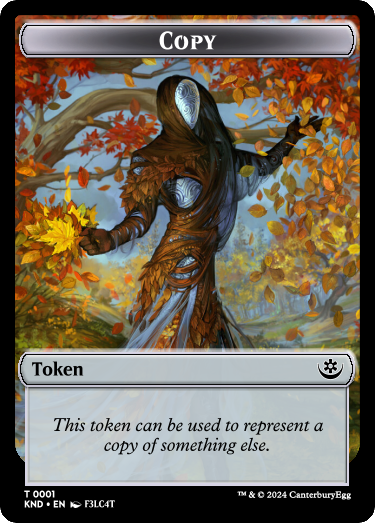 Copy
Token
This token can be used to represent a
copy of something else.
T 0001
KND • EN F3LC4T
™ & © 2024 CanterburyEgg